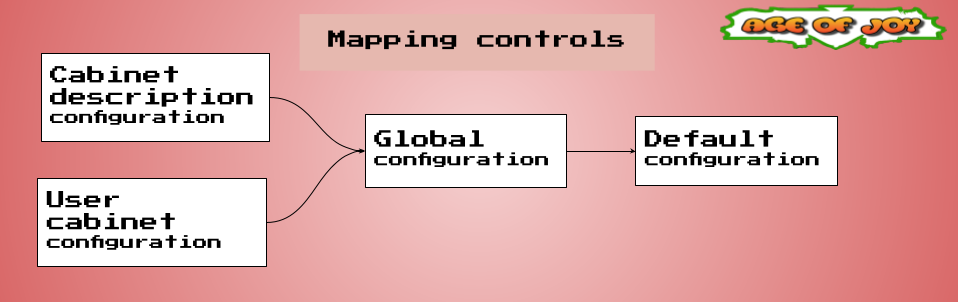 Mapping controls
AGE OF JOY
Cabinet
description
configuration
User
cabinet
configuration
Global
configuration
Default
configuration